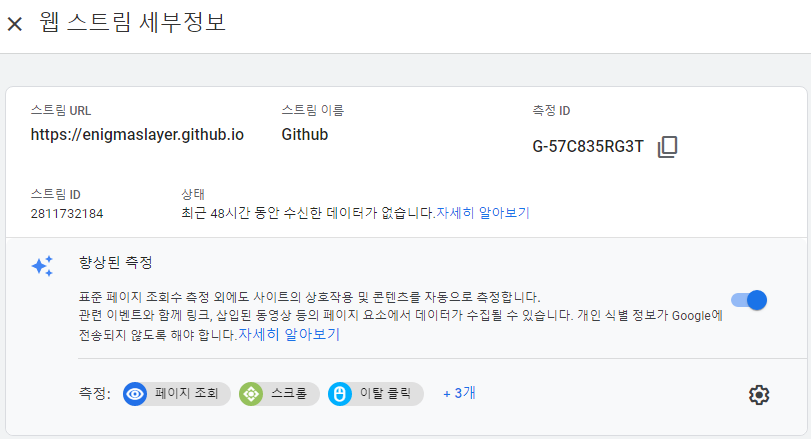 웹 스트림 세부정보
스트림 URL
스트림 이름
측정 ID
https://enigmaslayer.github.io
Github
G-57C835RG3T
스트림 ID
상태
2811732184
최근 48시간 동안 수신한 데이터가 없습니다.자세히 알아보기
향상된 측정
표준 페이지 조회수 측정 외에도 사이트의 상호작용 및 콘텐츠를 자동으로 측정합니다.
관련 이벤트와 함께 링크, 삽입된 동영상 등의 페이지 요소에서 데이터가 수집될 수 있습니다. 개인 식별 정보가 Google에
전송되지 않도록 해야 합니다.자세히 알아보기
측정: 페이지 조회 스크롤 이탈 클릭 + 3개